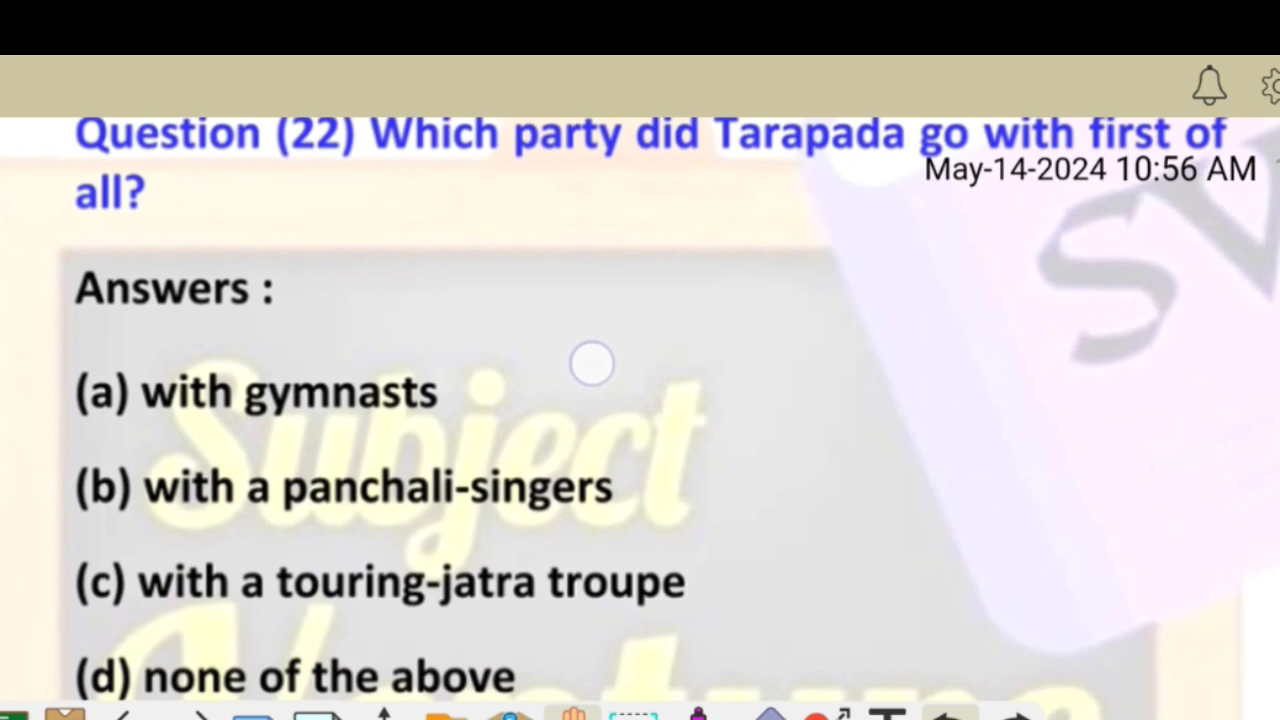 Question (22) Which party did Tarapada go with first of
all?
May-14-2024 10:56 AM
Answers :
(a) with gymnasts
(b) with a panchali-singers
(c) with a touring-jatra troupe
(d) none of the above
Subject